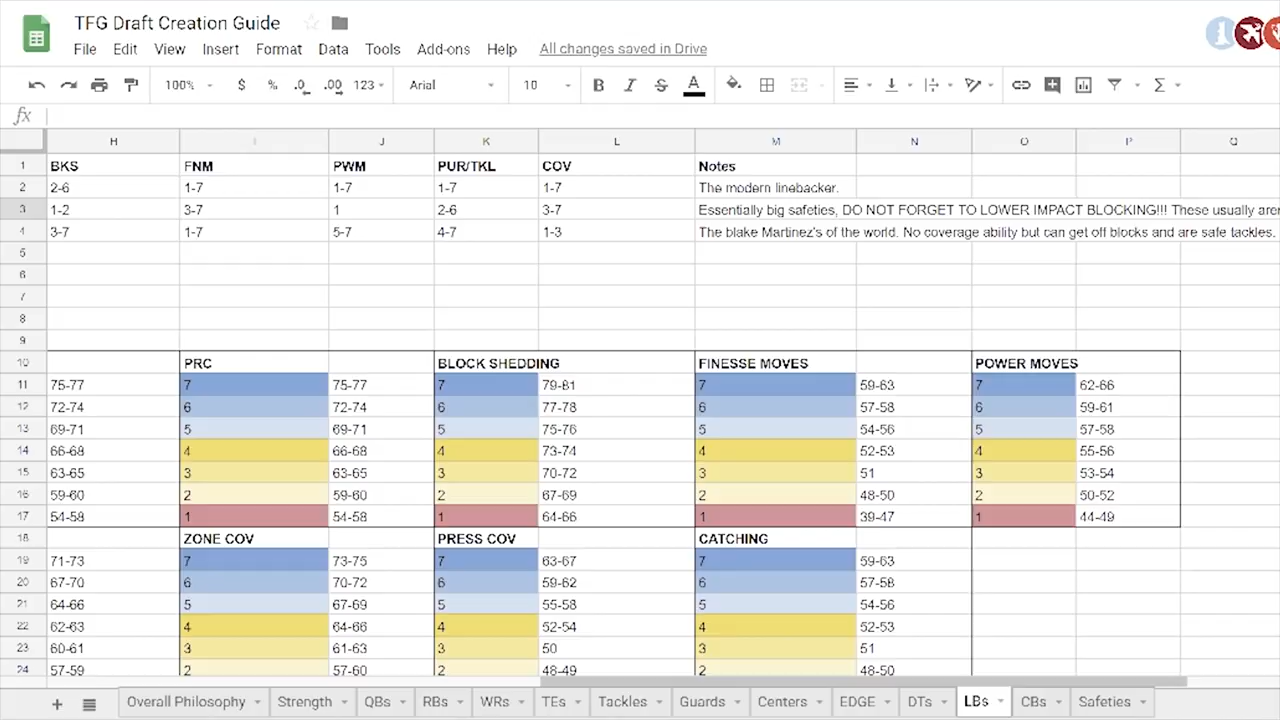 TFG Draft Creation Guide
File Edit View Insert Format Data Tools Add-ons Help All changes saved in Drive
100% $ % .0 .00 123 Arial 10 B I S A Σ
fx
H I J K L M N O P Q
1 BKS FNM PWM PUR/TKL COV Notes
2 2-6 1-7 1-7 1-7 1-7 The modern linebacker.
3 1-2 3-7 1 2-6 3-7 Essentially big safeties, DO NOT FORGET TO LOWER IMPACT BLOCKING!!! These usually aren
4 3-7 1-7 5-7 4-7 1-3 The blake Martinez's of the world. No coverage ability but can get off blocks and are safe tackles.
5
6
7
8
9
10 PRC BLOCK SHEDDING FINESSE MOVES POWER MOVES
11 75-77 7 75-77 7 79-81 7 59-63 7 62-66
12 72-74 6 72-74 6 77-78 6 57-58 6 59-61
13 69-71 5 69-71 5 75-76 5 54-56 5 57-58
14 66-68 4 66-68 4 73-74 4 52-53 4 55-56
15 63-65 3 63-65 3 70-72 3 51 3 53-54
16 59-60 2 59-60 2 67-69 2 48-50 2 50-52
17 54-58 1 54-58 1 64-66 1 39-47 1 44-49
18 ZONE COV PRESS COV CATCHING
19 71-73 7 73-75 7 63-67 7 59-63
20 67-70 6 70-72 6 59-62 6 57-58
21 64-66 5 67-69 5 55-58 5 54-56
22 62-63 4 64-66 4 52-54 4 52-53
23 60-61 3 61-63 3 50 3 51
24 57-59 2 57-60 2 48-49 2 48-50
+ Overall Philosophy Strength QBs RBs WRs TEs Tackles Guards Centers EDGE DTs LBs CBs Safeties